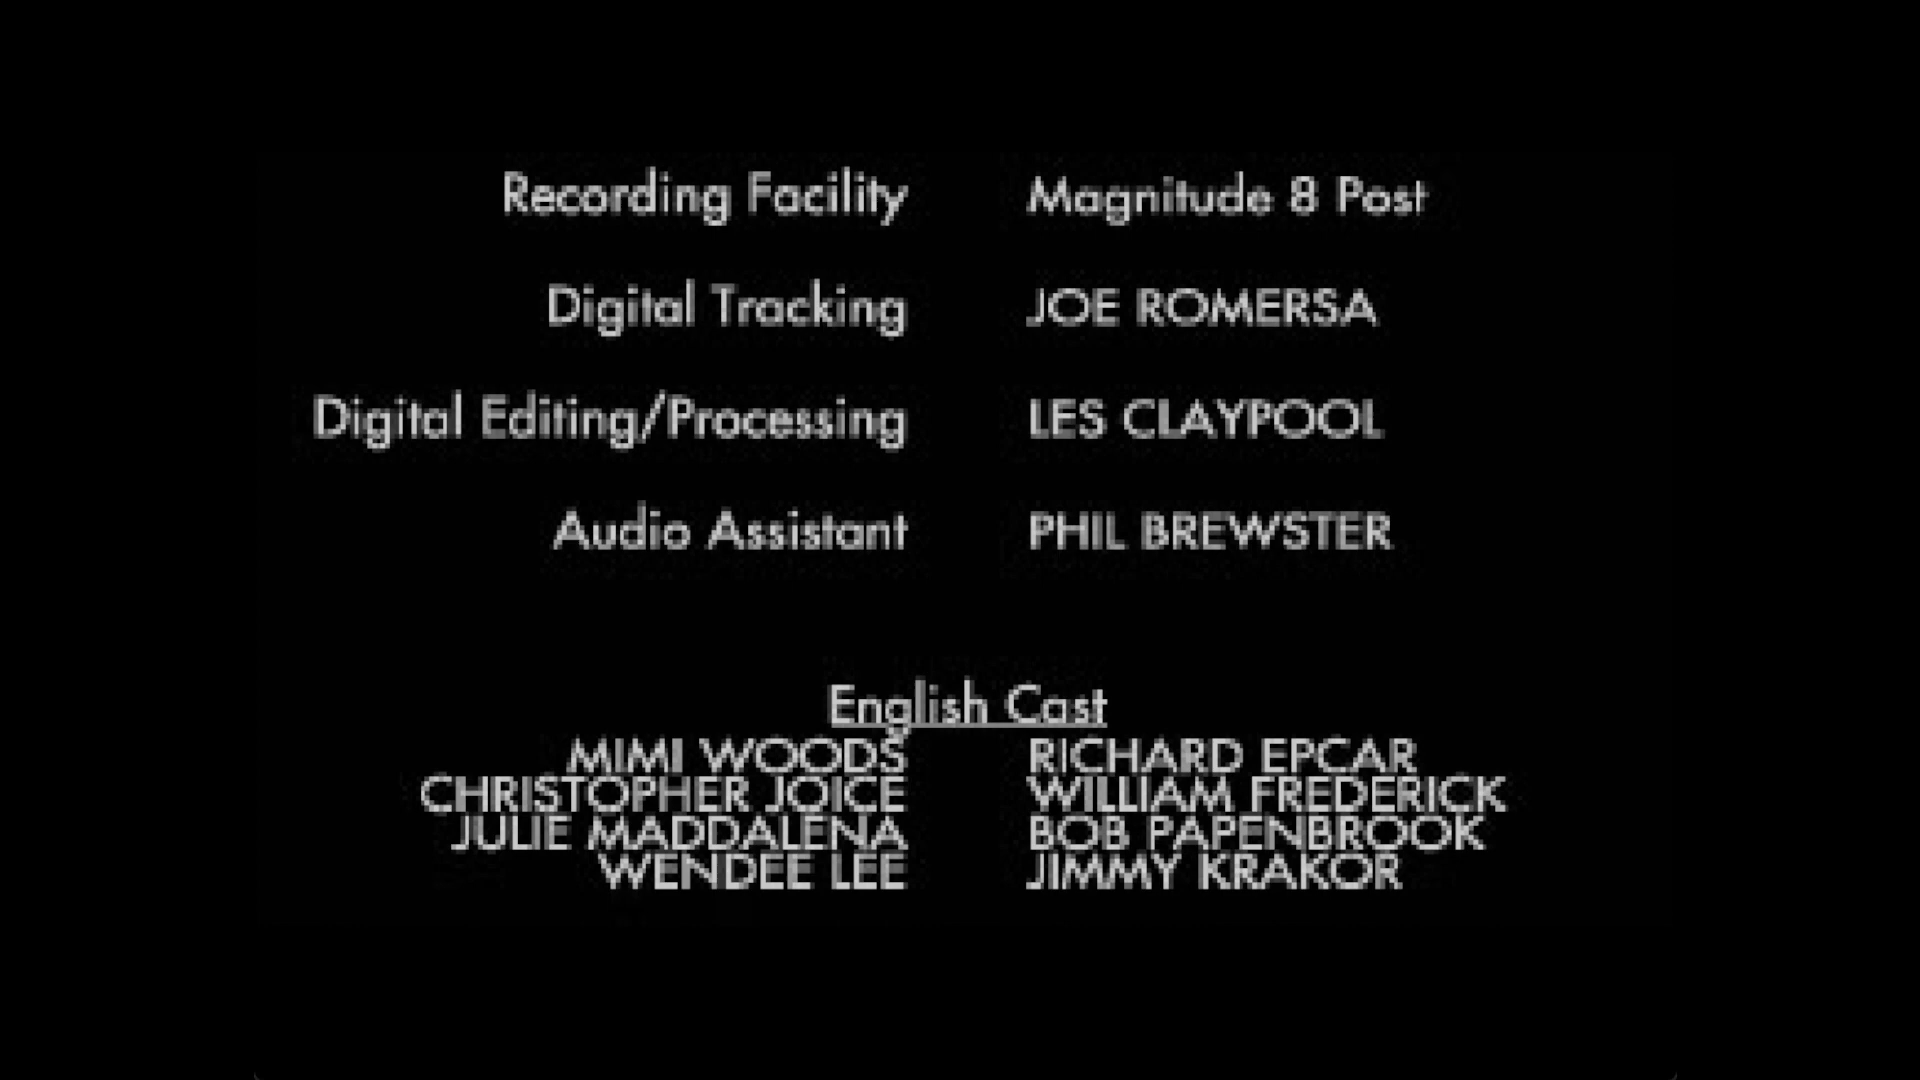 Recording Facility Magnitude 8 Post
Digital Tracking JOE ROMERSA
Digital Editing/Processing LES CLAYPOOL
Audio Assistant PHIL BREWSTER
English Cast
MIMI WOODS RICHARD EPCAR
CHRISTOPHER JOICE WILLIAM FREDERICK
JULIE MADDALENA BOB PAPENBROOK
WENDEE LEE JIMMY KRAKOR